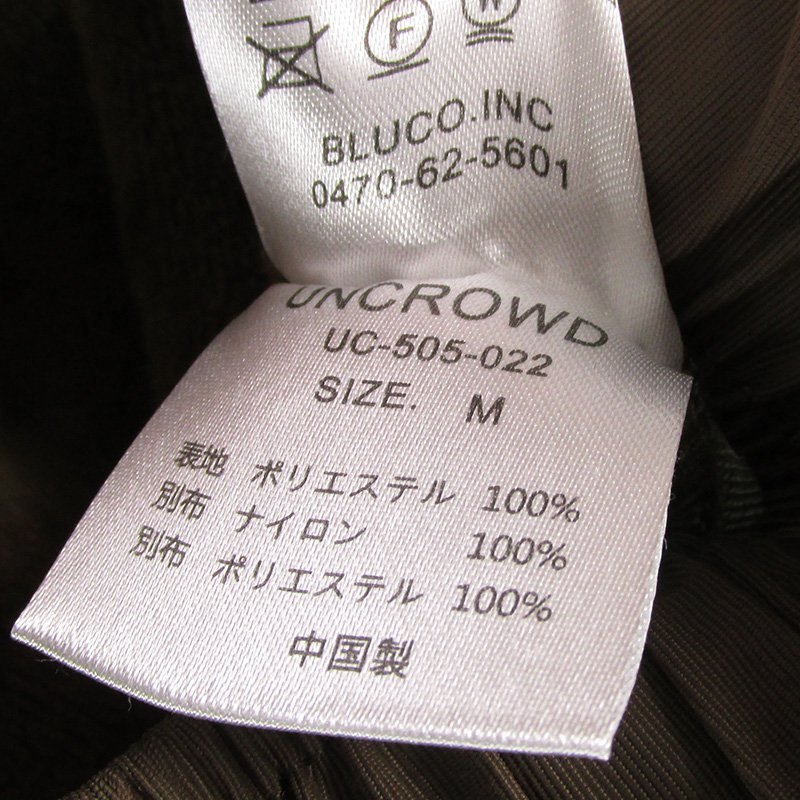 F
W
BLUCO.INC
0470-62-5601
UNCROWD
UC-505-022
SIZE. M
表地 ポリエステル 100%
別布 ナイロン 100%
別布 ポリエステル 100%
中国製